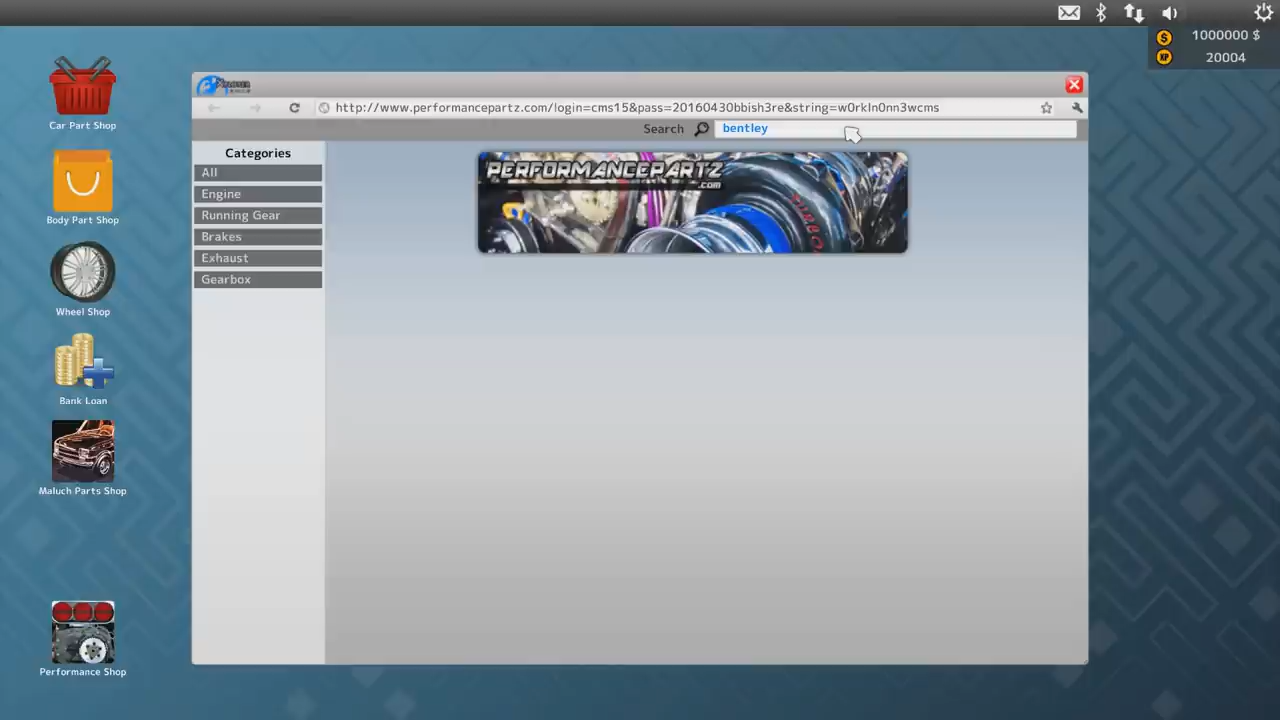 1000000 $
20004
Car Part Shop
Body Part Shop
Wheel Shop
Bank Loan
Maluch Parts Shop
Performance Shop
http://www.performancepartz.com/login=cms15&pass=20160430bbish3re&string=w0rkIn0nn3wcms
Search
bentley
Categories
All
Engine
Running Gear
Brakes
Exhaust
Gearbox
PERFORMANCEPARTZ
.com